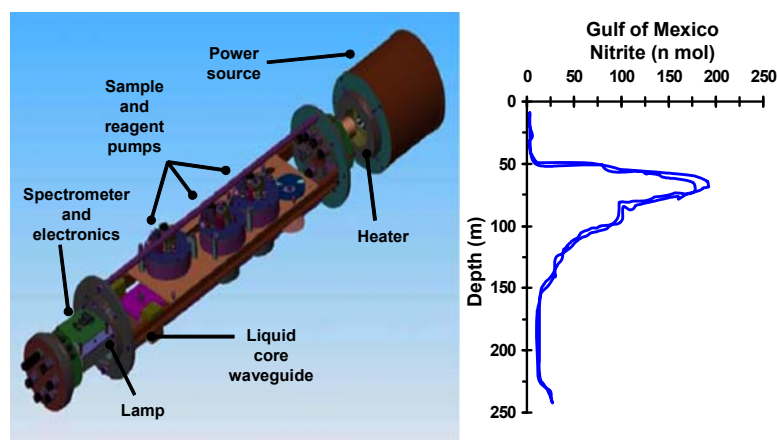 Power
source
Sample
and
reagent
pumps
Spectrometer
and
electronics
Heater
Liquid
core
waveguide
Lamp
Gulf of Mexico
Nitrite (n mol)
0 50 100 150 200 250
Depth (m)
0
50
100
150
200
250